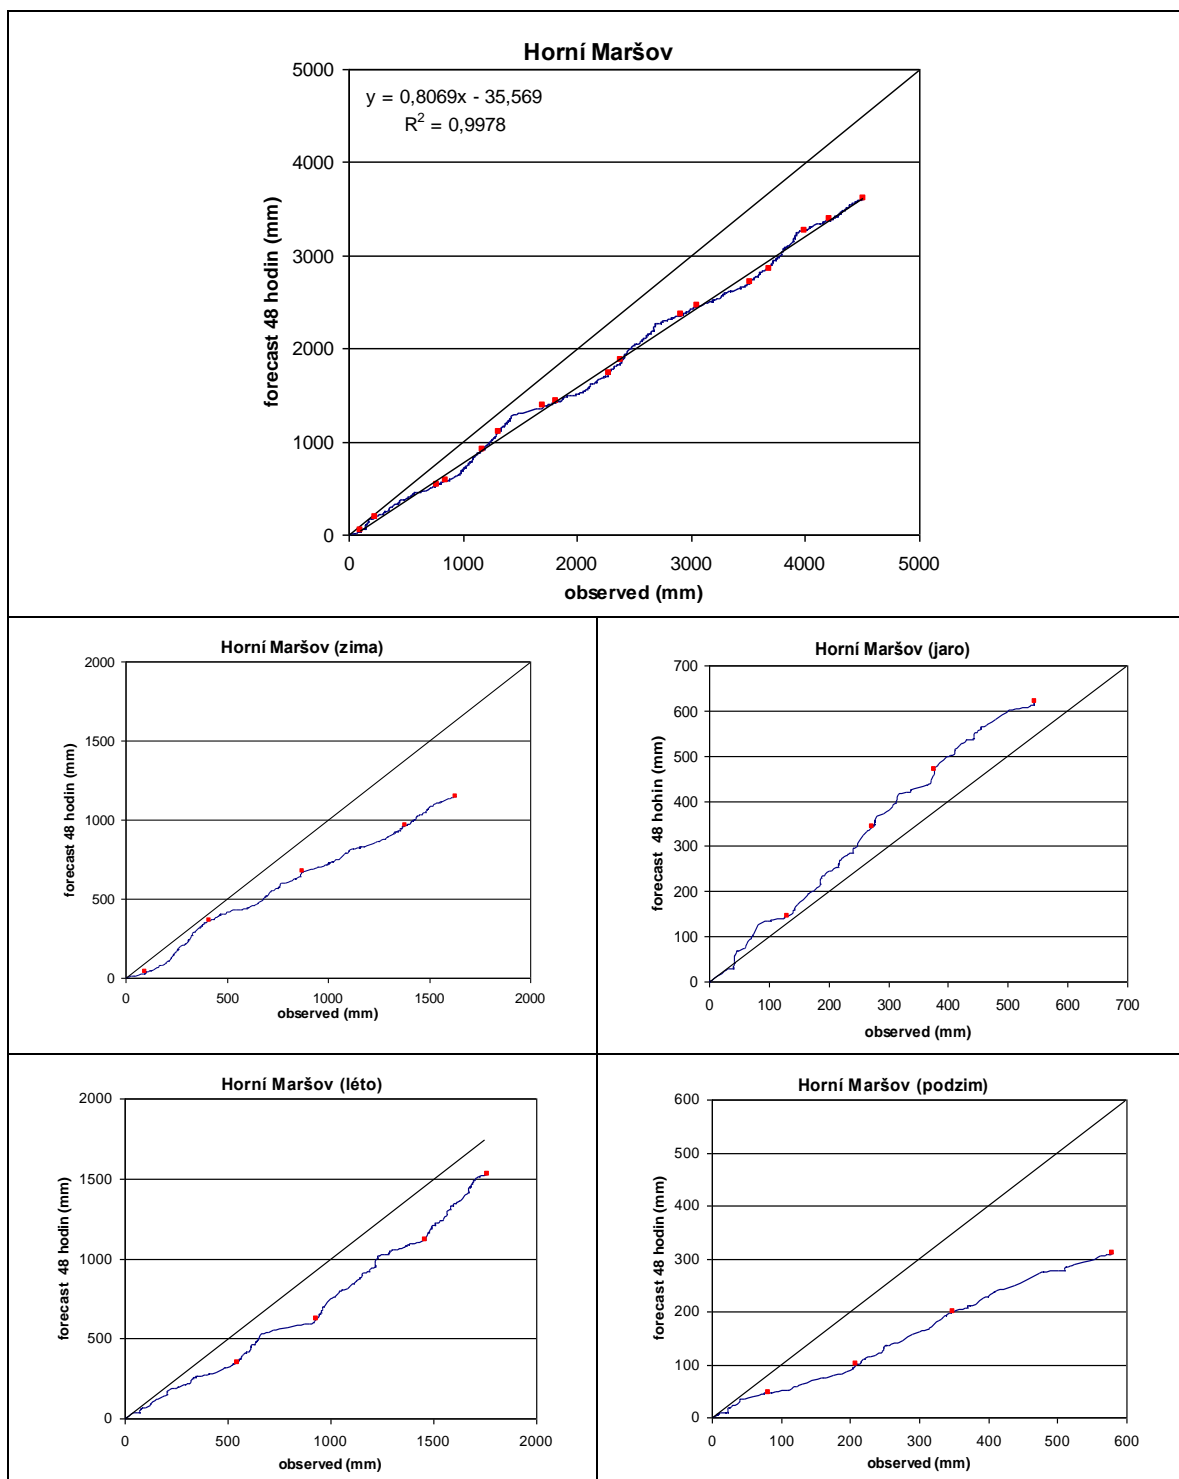 Horní Maršov
y = 0,8069x - 35,569
R2 = 0,9978
5000
4000
3000
2000
1000
0
0 1000 2000 3000 4000 5000
forecast 48 hodin (mm)
observed (mm)
Horní Maršov (zima)
2000
1500
1000
500
0
0 500 1000 1500 2000
forecast 48 hodin (mm)
observed (mm)
Horní Maršov (jaro)
700
600
500
400
300
200
100
0
0 100 200 300 400 500 600 700
forecast 48 hohin (mm)
observed (mm)
Horní Maršov (léto)
2000
1500
1000
500
0
0 500 1000 1500 2000
forecast 48 hodin (mm)
observed (mm)
Horní Maršov (podzim)
600
500
400
300
200
100
0
0 100 200 300 400 500 600
forecast 48 hodin (mm)
observed (mm)